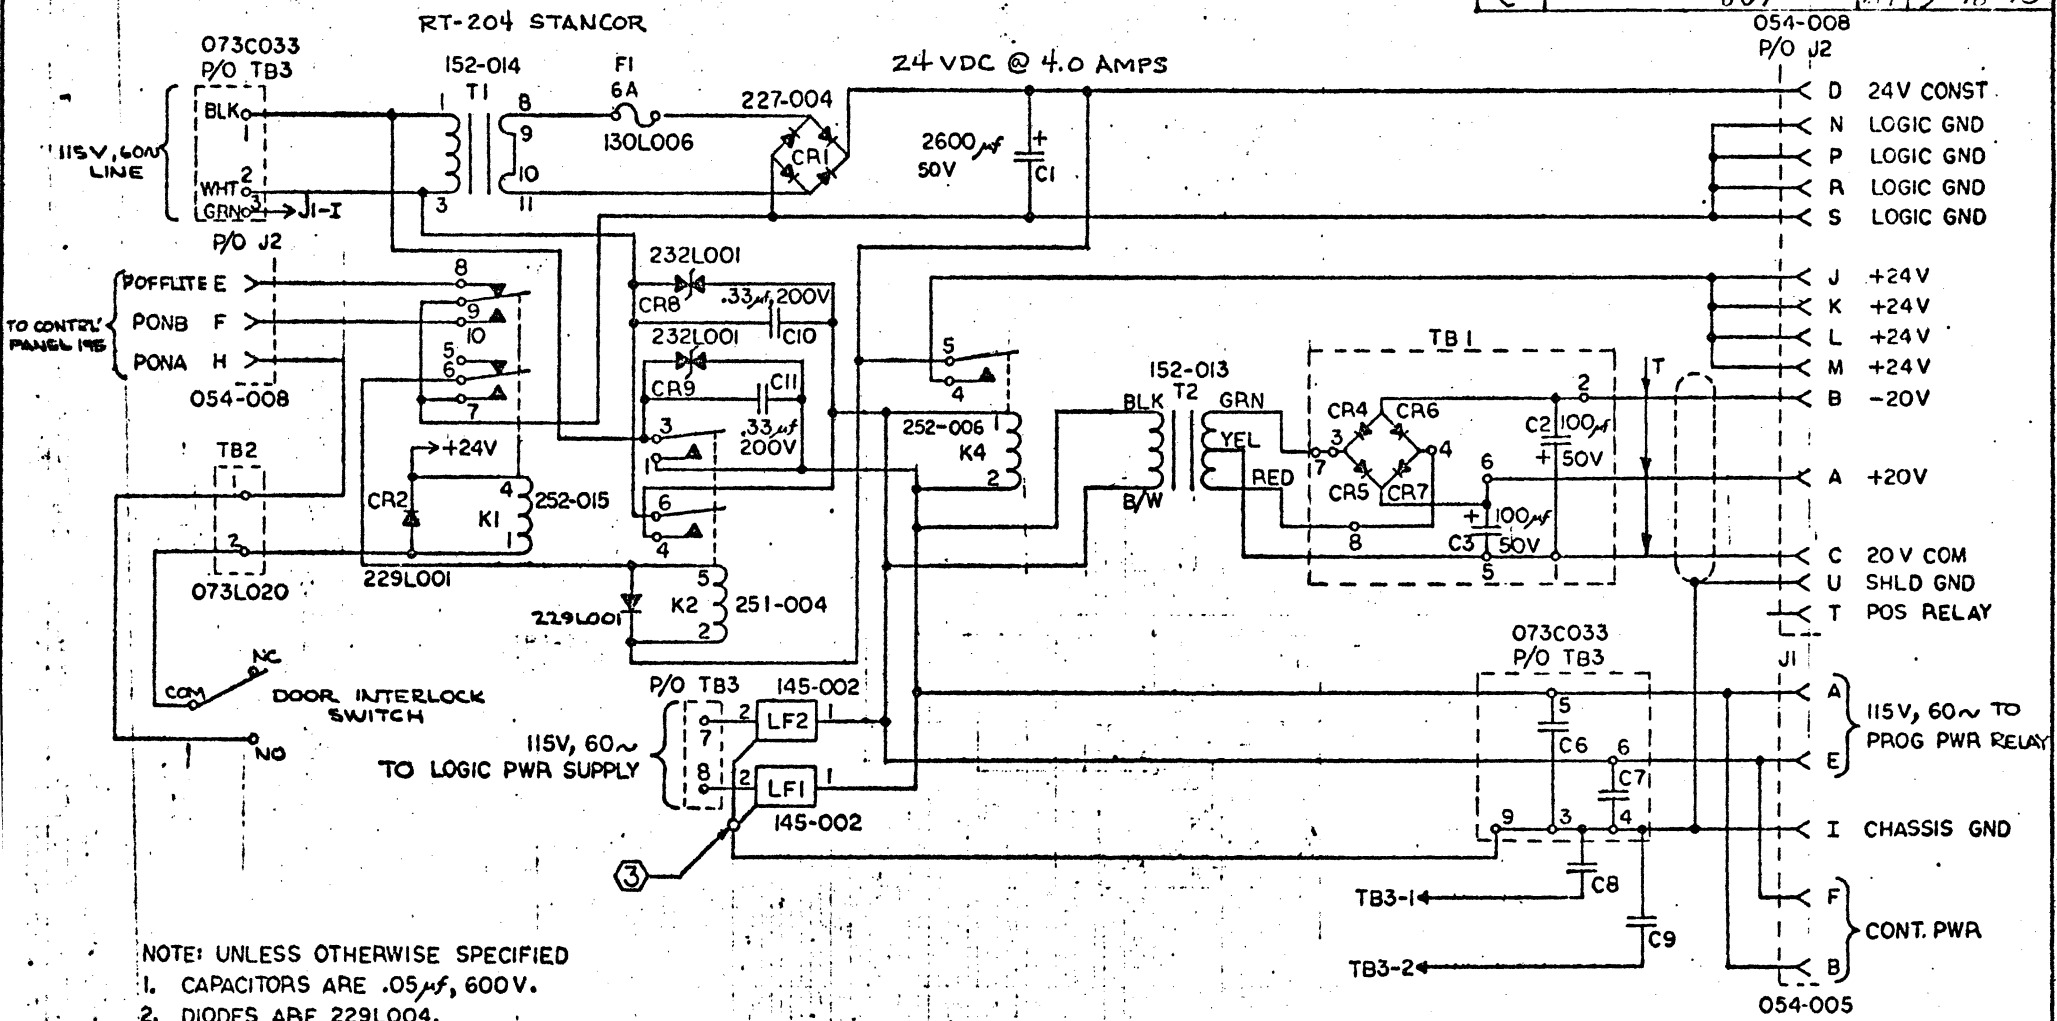 RT-204 STANCOR
054-008
P/O J2
073C033
P/O TB3
152-014
T1
F1
6A
130L006
24 VDC @ 4.0 AMPS
227-004
CR1
2600µf
50V
+
C1
115V, 60~
LINE
BLK
1
WHT 2
GRN 3
J1-I
1
3
8
9
10
11
D 24V CONST.
N LOGIC GND
P LOGIC GND
R LOGIC GND
S LOGIC GND
P/O J2
TO CONTRL'
PANEL 195
POFFLITE E
PONB F
PONA H
054-008
8
9
10
5
6
7
232L001
CR8
.33µf, 200V
C10
232L001
CR9
C11
.33µf
200V
3
1
6
4
5
4
252-006
K4
1
2
J +24V
K +24V
L +24V
M +24V
B -20V
A +20V
C 20V COM
U SHLD GND
T POS RELAY
152-013
T2
BLK
B/W
GRN
YEL
RED
TB1
CR4
CR6
CR5
CR7
7
3
4
8
2
C2
100µf
+ 50V
6
+ 100µf
C3 50V
5
T
TB2
1
2
073L020
+24V
CR2
4
K1
1
252-015
229L001
229L001
5
K2
2
251-004
NC
COM
NO
DOOR INTERLOCK
SWITCH
P/O TB3
145-002
2 LF2 1
7
115V, 60~
TO LOGIC PWR SUPPLY
8
2 LF1 1
145-002
3
073C033
P/O TB3
5
C6
6
C7
9
3
4
C8
C9
TB3-1
TB3-2
J1
A
E
115V, 60~ TO
PROG PWR RELAY
I CHASSIS GND
F
B
CONT. PWR
054-005
NOTE: UNLESS OTHERWISE SPECIFIED
1. CAPACITORS ARE .05µf, 600V.
2. DIODES ARE 229L004.